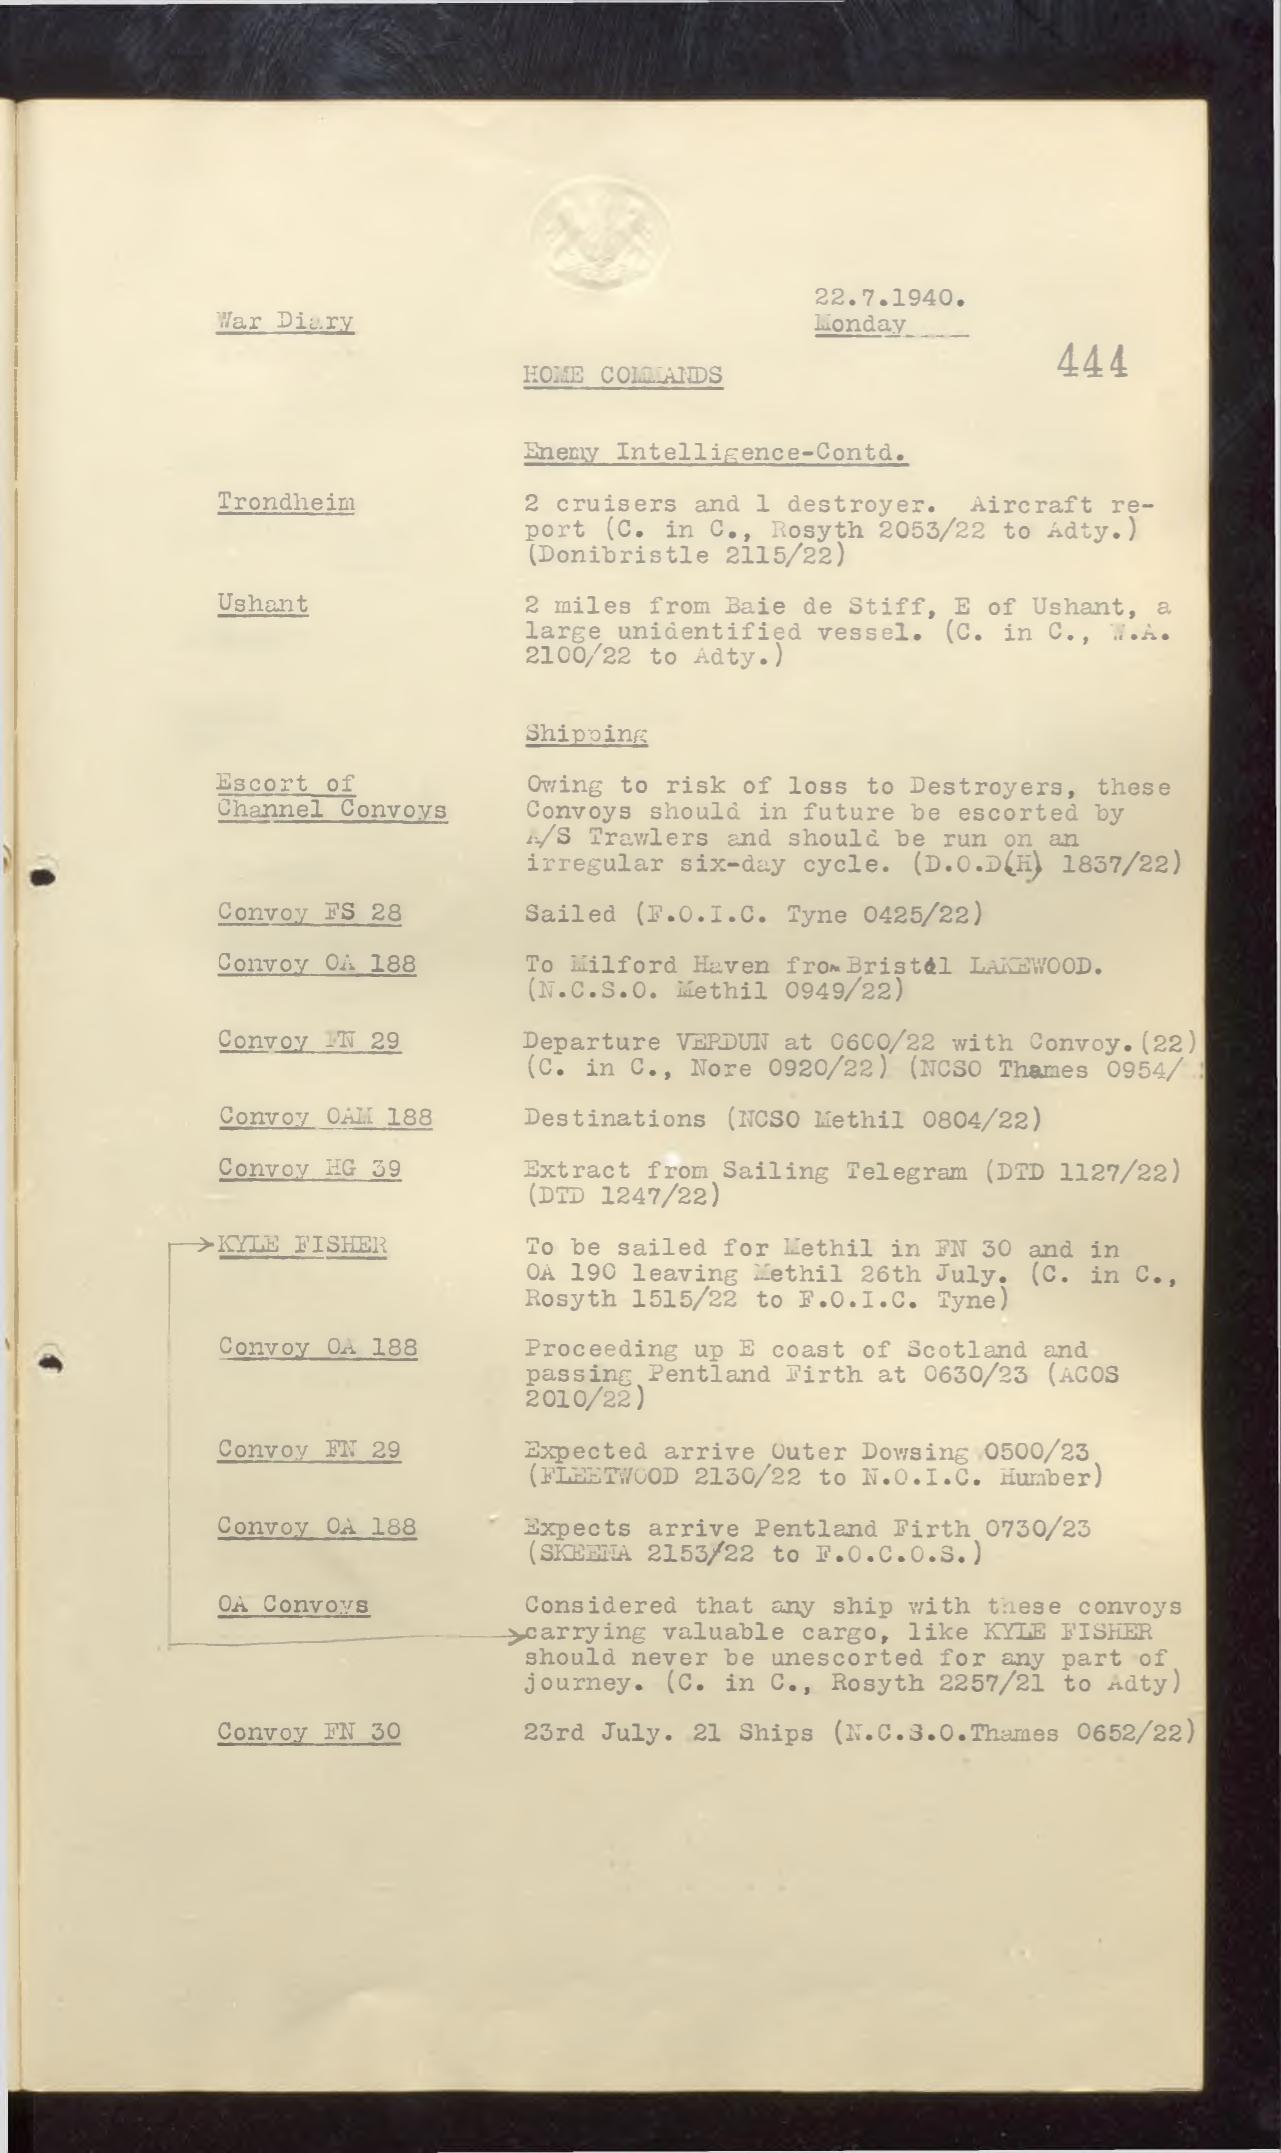 22.7.1940.
War Diary
Monday
444
HOME COMMANDS
Enemy Intelligence-Contd.
Trondheim 2 cruisers and 1 destroyer. Aircraft re-
port (C. in C., Rosyth 2053/22 to Adty.)
(Donibristle 2115/22)
Ushant 2 miles from Baie de Stiff, E of Ushant, a
large unidentified vessel. (C. in C., W.A.
2100/22 to Adty.)
Shipping
Escort of Owing to risk of loss to Destroyers, these
Channel Convoys Convoys should in future be escorted by
A/S Trawlers and should be run on an
irregular six-day cycle. (D.O.D(H) 1837/22)
Convoy FS 28 Sailed (F.O.I.C. Tyne 0425/22)
Convoy OA 188 To Milford Haven from Bristol LAKEWOOD.
(N.C.S.O. Methil 0949/22)
Convoy FN 29 Departure VERDUN at 0600/22 with Convoy. (22)
(C. in C., Nore 0920/22) (NCSO Thames 0954/
Convoy OAM 188 Destinations (NCSO Methil 0804/22)
Convoy HG 39 Extract from Sailing Telegram (DTD 1127/22)
(DTD 1247/22)
KYLE FISHER To be sailed for Methil in FN 30 and in
OA 190 leaving Methil 26th July. (C. in C.,
Rosyth 1515/22 to F.O.I.C. Tyne)
Convoy OA 188 Proceeding up E coast of Scotland and
passing Pentland Firth at 0630/23 (ACOS
2010/22)
Convoy FN 29 Expected arrive Outer Dowsing 0500/23
(FLEETWOOD 2130/22 to N.O.I.C. Humber)
Convoy OA 188 Expects arrive Pentland Firth 0730/23
(SKEENA 2153/22 to F.O.C.O.S.)
OA Convoys Considered that any ship with these convoys
carrying valuable cargo, like KYLE FISHER
should never be unescorted for any part of
journey. (C. in C., Rosyth 2257/21 to Adty)
Convoy FN 30 23rd July. 21 Ships (N.C.S.O.Thames 0652/22)